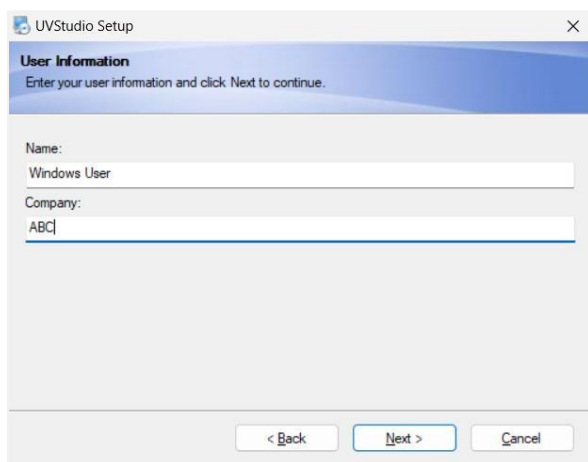 UVStudio Setup
User Information
Enter your user information and click Next to continue.
Name:
Windows User
Company:
ABC
< Back
Next >
Cancel